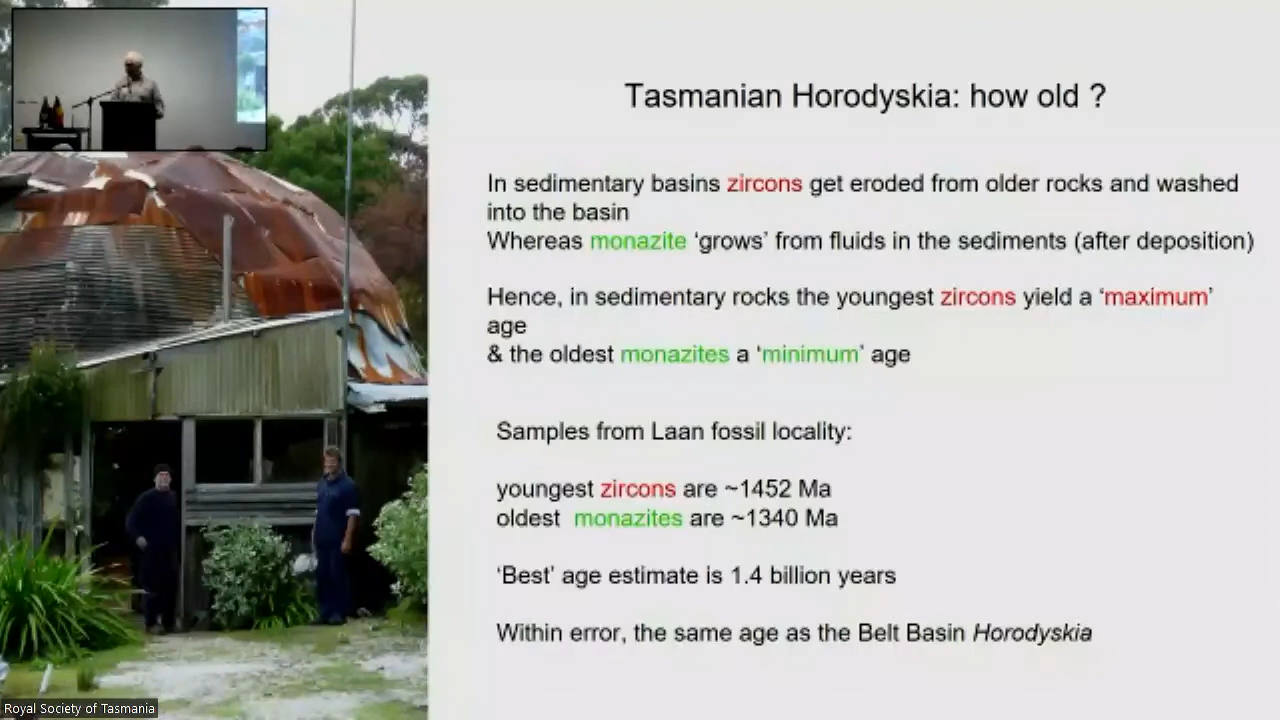 Tasmanian Horodyskia: how old ?
In sedimentary basins zircons get eroded from older rocks and washed
into the basin
Whereas monazite ‘grows’ from fluids in the sediments (after deposition)
Hence, in sedimentary rocks the youngest zircons yield a ‘maximum’
age
& the oldest monazites a ‘minimum’ age
Samples from Laan fossil locality:
youngest zircons are ~1452 Ma
oldest monazites are ~1340 Ma
‘Best’ age estimate is 1.4 billion years
Within error, the same age as the Belt Basin Horodyskia
Royal Society of Tasmania